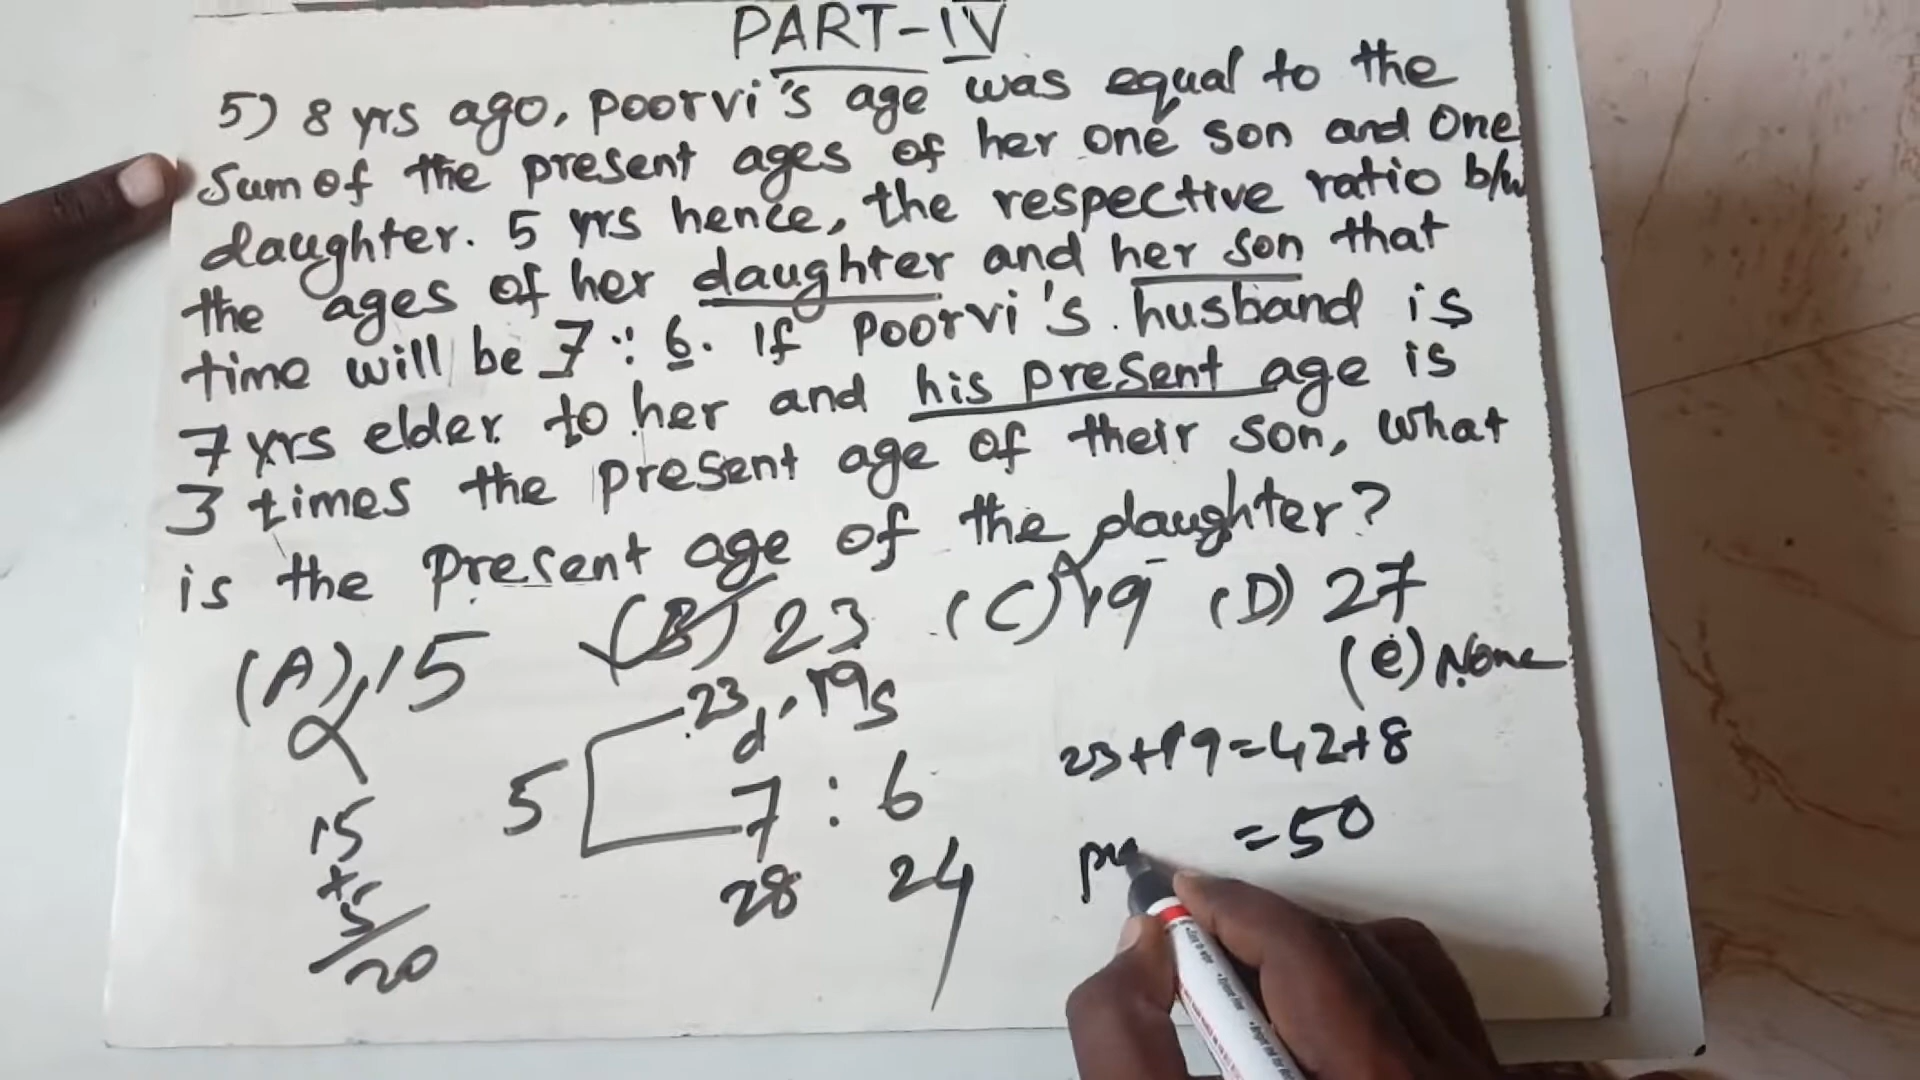 PART-IV
5) 8 yrs ago, poorvi's age was equal to the
Sum of the present ages of her one son and One
daughter. 5 yrs hence, the respective ratio b/w
the ages of her daughter and her son that
time will be 7 : 6. If poorvi's husband is
7 yrs elder to her and his present age is
3 times the present age of their son, what
is the present age of the daughter?
(A) 15 (B) 23 (C) 19 (D) 27
(e) None
23 19
d s
5 7 : 6
28 24
15
+5
20
23+19=42+8
=50